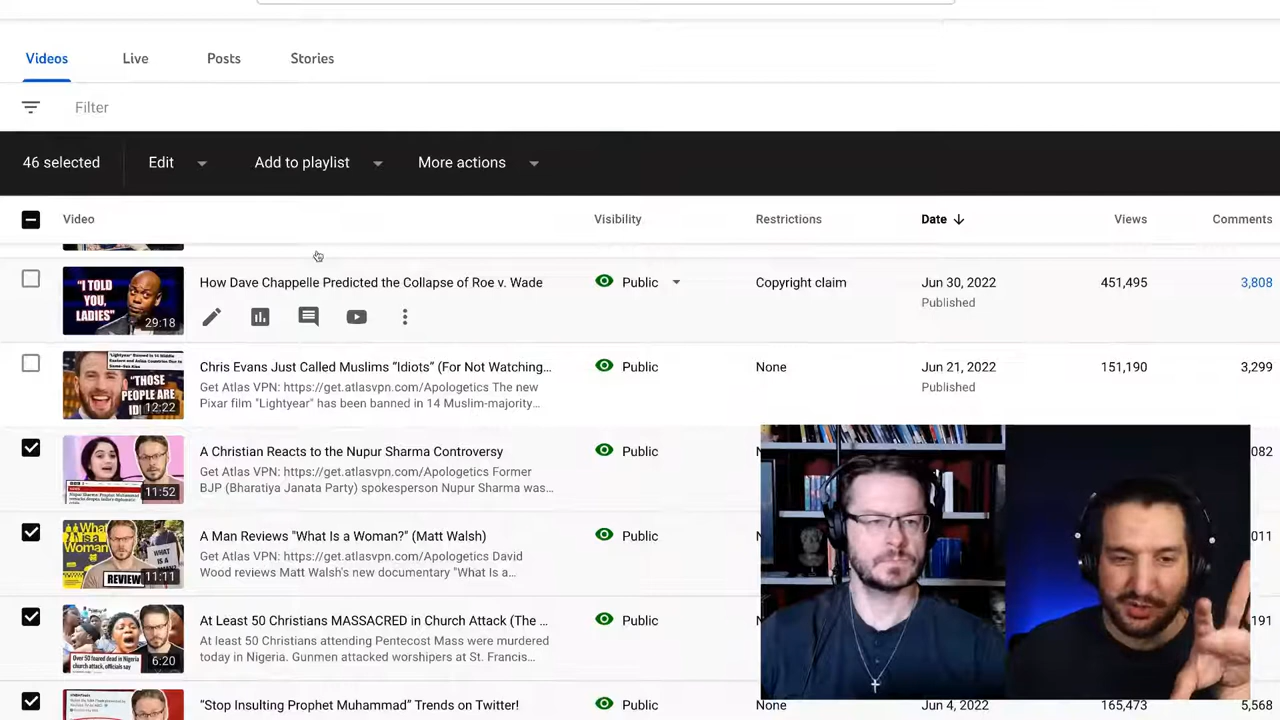 Videos Live Posts Stories
Filter
46 selected Edit Add to playlist More actions
Video Visibility Restrictions Date Views Comments
"I TOLD
YOU,
LADIES"
29:18
How Dave Chappelle Predicted the Collapse of Roe v. Wade
Public Copyright claim Jun 30, 2022 451,495 3,808
Published
"THOSE
PEOPLE ARE
12:22
Chris Evans Just Called Muslims "Idiots" (For Not Watching...
Public None Jun 21, 2022 151,190 3,299
Get Atlas VPN: https://get.atlasvpn.com/Apologetics The new
Published
Pixar film "Lightyear" has been banned in 14 Muslim-majority...
11:52
A Christian Reacts to the Nupur Sharma Controversy
Public 082
Get Atlas VPN: https://get.atlasvpn.com/Apologetics Former
BJP (Bharatiya Janata Party) spokesperson Nupur Sharma was...
What
is a
Woman?
REVIEW
11:11
A Man Reviews "What Is a Woman?" (Matt Walsh)
Public 011
Get Atlas VPN: https://get.atlasvpn.com/Apologetics David
Wood reviews Matt Walsh's new documentary "What Is a...
Over 50 feared dead in Nigeria
church attack, officials say
6:20
At Least 50 Christians MASSACRED in Church Attack (The ...
Public 191
At least 50 Christians attending Pentecost Mass were murdered
today in Nigeria. Gunmen attacked worshipers at St. Francis...
"Stop Insulting Prophet Muhammad" Trends on Twitter
Public None Jun 4, 2022 165,473 5,568